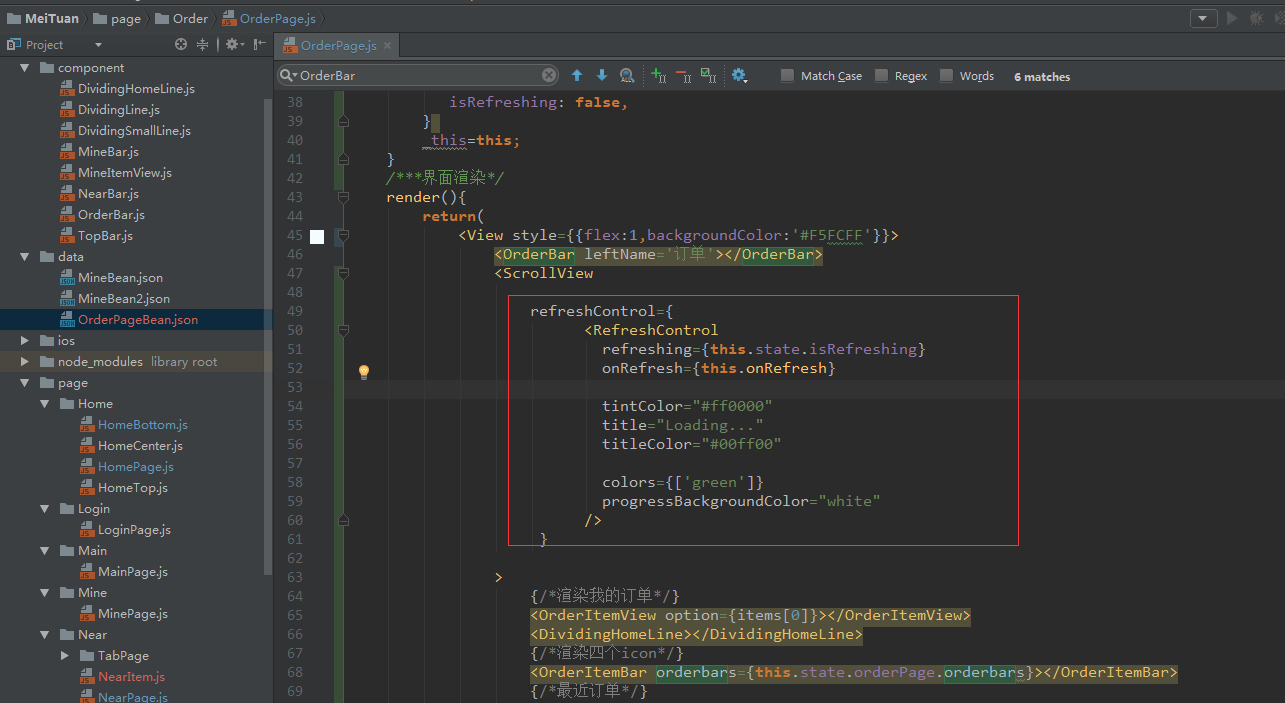 MeiTuan page Order OrderPage.js
Project
OrderPage.js
component
DividingHomeLine.js
DividingLine.js
DividingSmallLine.js
MineBar.js
MineItemView.js
NearBar.js
OrderBar.js
TopBar.js
data
MineBean.json
MineBean2.json
OrderPageBean.json
ios
node_modules library root
page
Home
HomeBottom.js
HomeCenter.js
HomePage.js
HomeTop.js
Login
LoginPage.js
Main
MainPage.js
Mine
MinePage.js
Near
TabPage
NearItem.js
NearPage.js
OrderBar Match Case Regex Words 6 matches
38 isRefreshing: false,
39 }
40 _this=this;
41 }
42 /***界面渲染*/
43 render(){
44 return(
45 <View style={{flex:1,backgroundColor:'#F5FCFF'}}>
46 <OrderBar leftName='订单'></OrderBar>
47 <ScrollView
48
49 refreshControl={
50 <RefreshControl
51 refreshing={this.state.isRefreshing}
52 onRefresh={this.onRefresh}
53
54 tintColor="#ff0000"
55 title="Loading..."
56 titleColor="#00ff00"
57
58 colors={['green']}
59 progressBackgroundColor="white"
60 />
61 }
62
63 >
64 {/*渲染我的订单*/}
65 <OrderItemView option={items[0]}></OrderItemView>
66 <DividingHomeLine></DividingHomeLine>
67 {/*渲染四个icon*/}
68 <OrderItemBar orderbars={this.state.orderPage.orderbars}></OrderItemBar>
69 {/*最近订单*/}